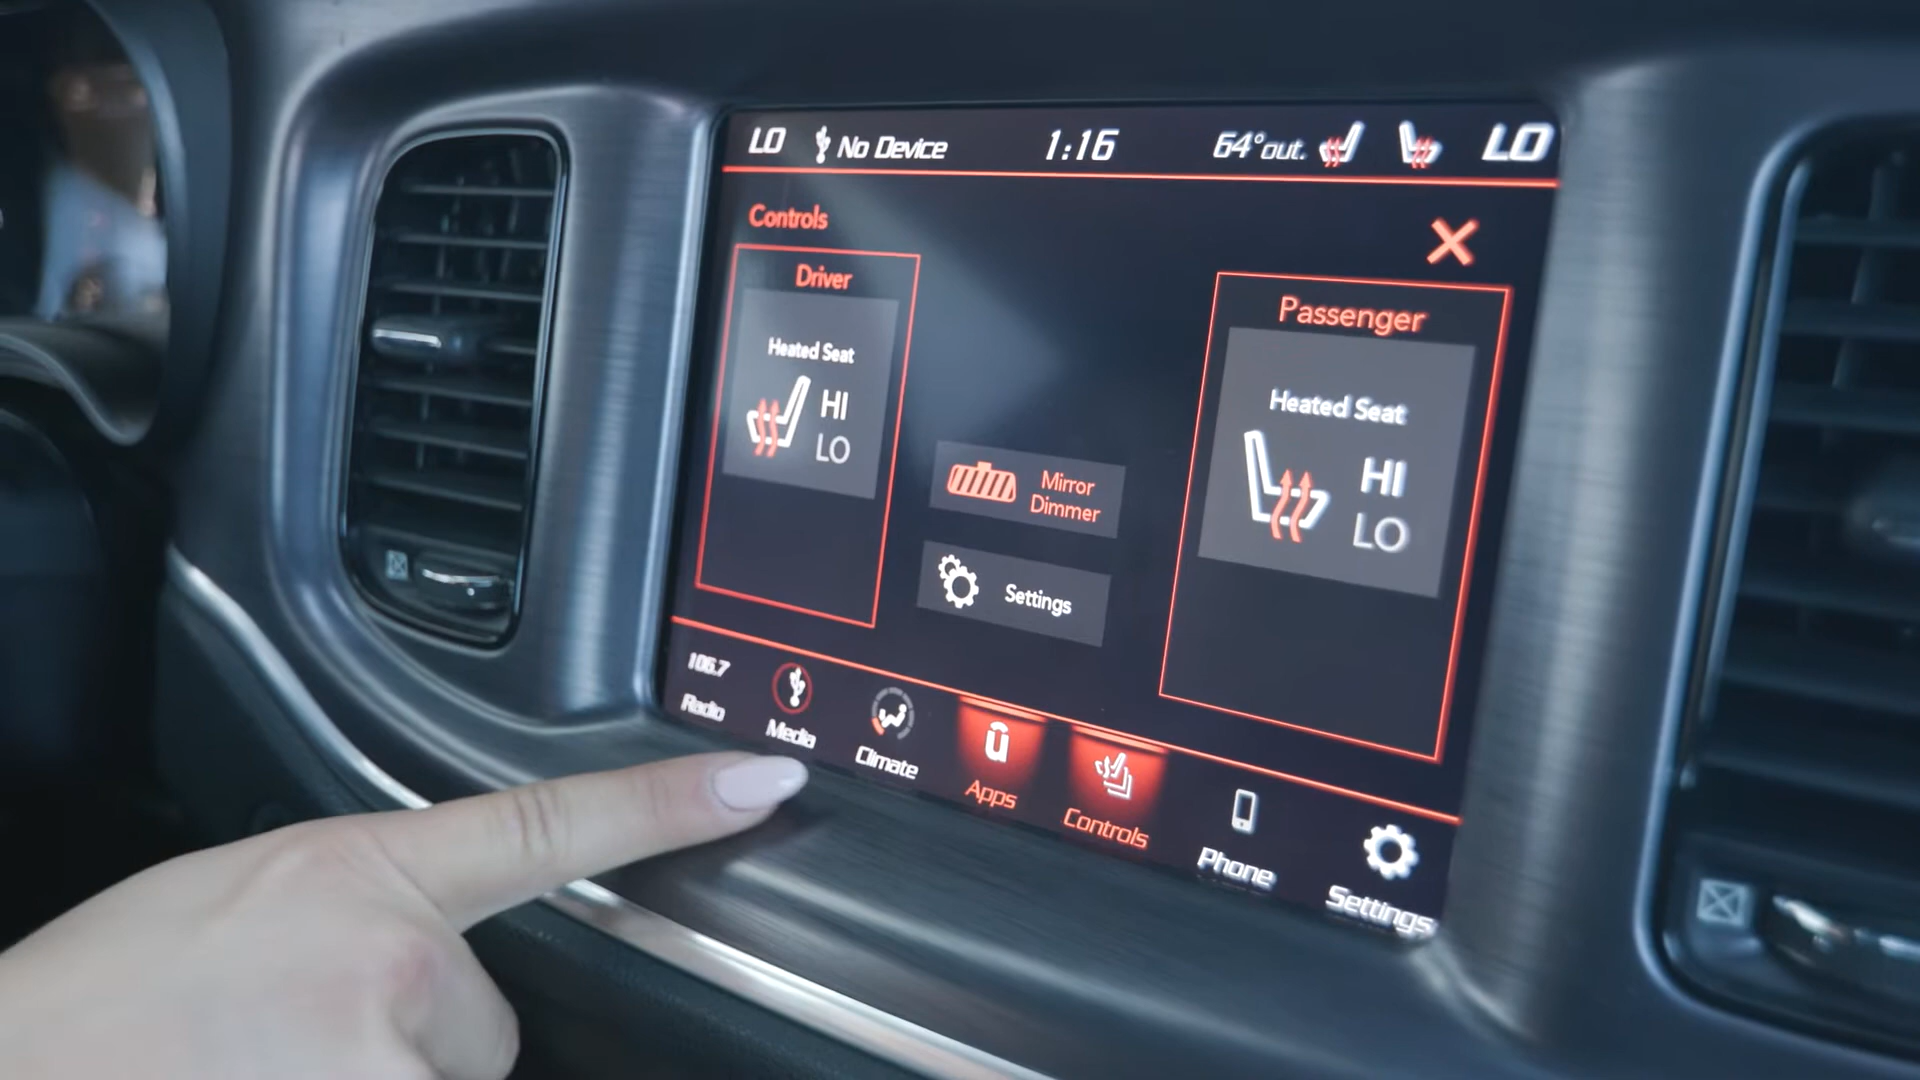 LO No Device 1:16 64°out. LO
Controls
Driver
Heated Seat
HI
LO
Mirror
Dimmer
Settings
Passenger
Heated Seat
HI
LO
106.7
Radio
Media
Climate
Apps
Controls
Phone
Settings